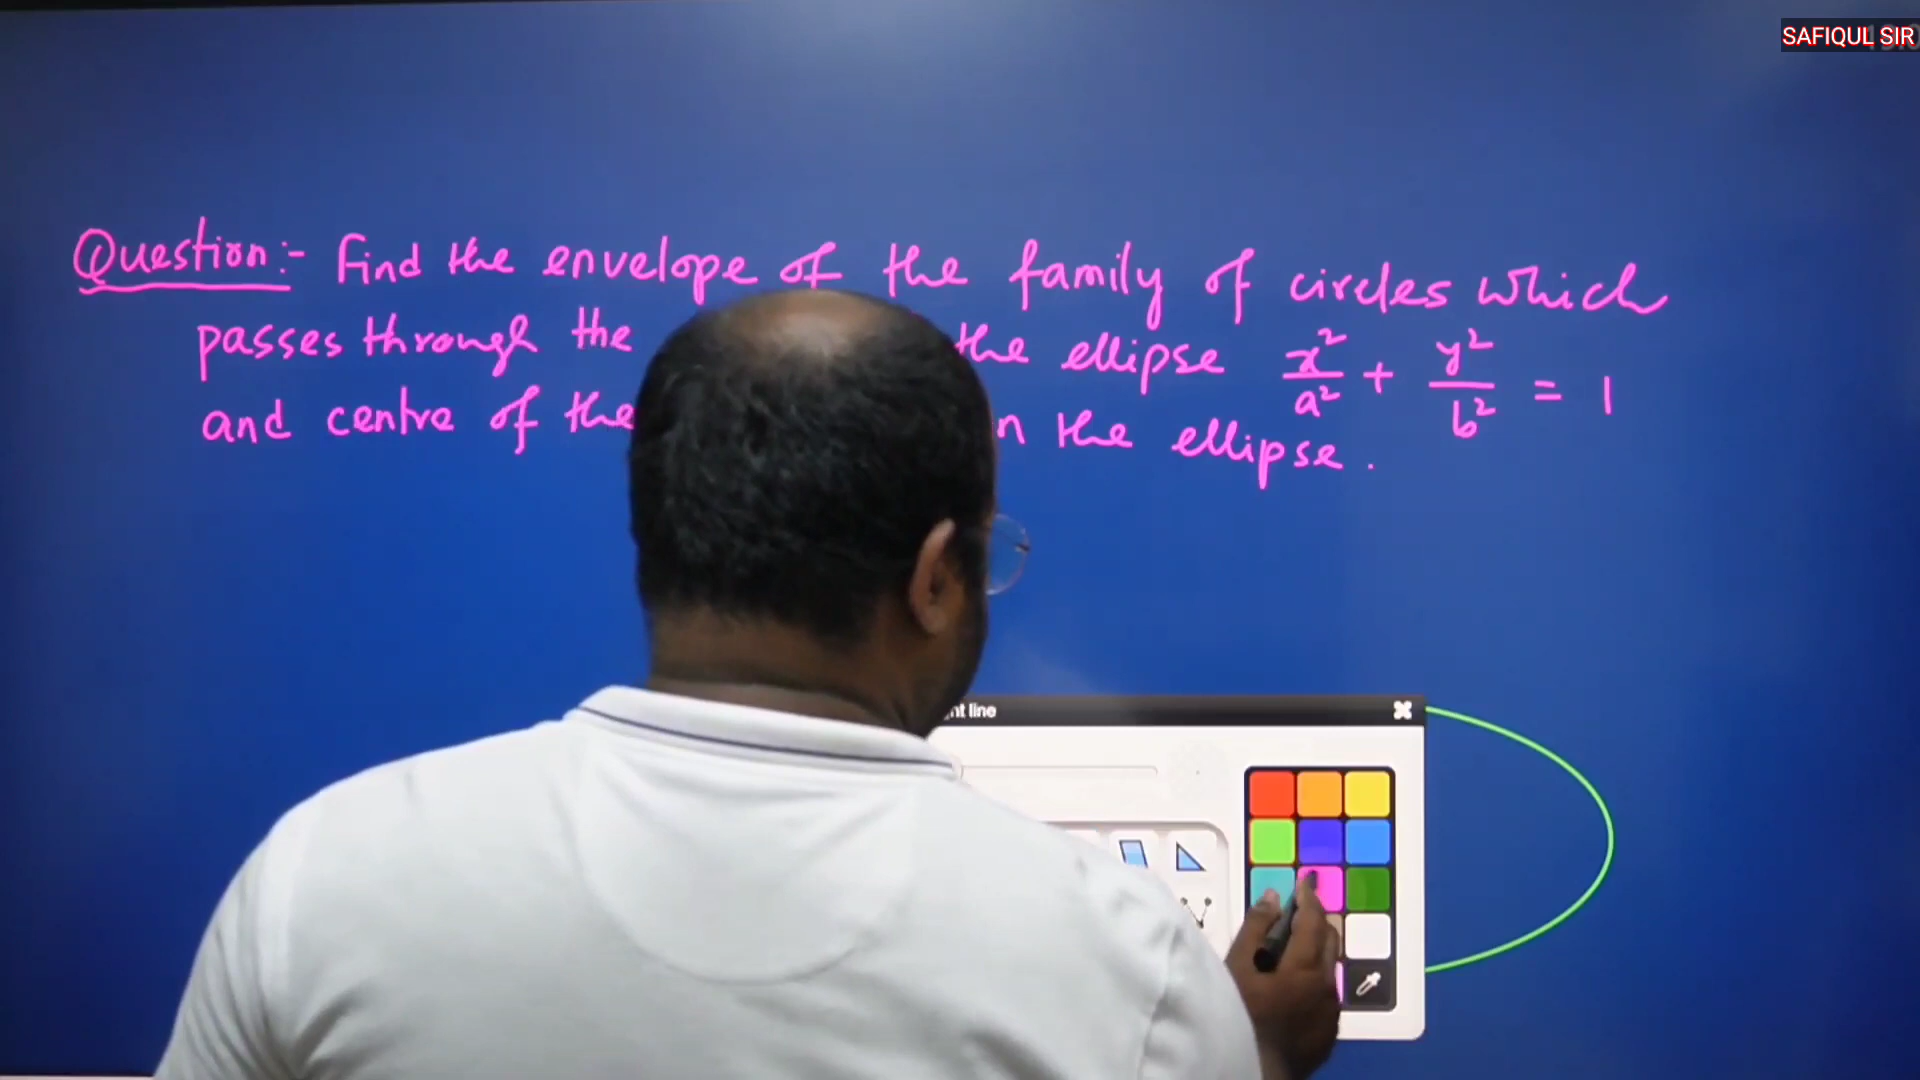 SAFIQUL SIR
Question:- Find the envelope of the family of circles which
passes through the the ellipse x²/a² + y²/b² = 1
and centre of the the ellipse.
line